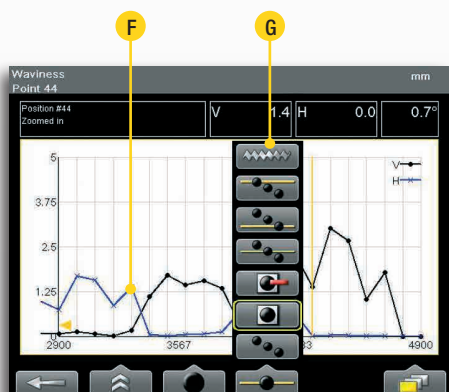 F G
Waviness mm
Point 44
Position #44
Zoomed in
V 1.4 H 0.0 0.7°
5
V
H
3.75
2.5
1.25
0
2900 3567 4900